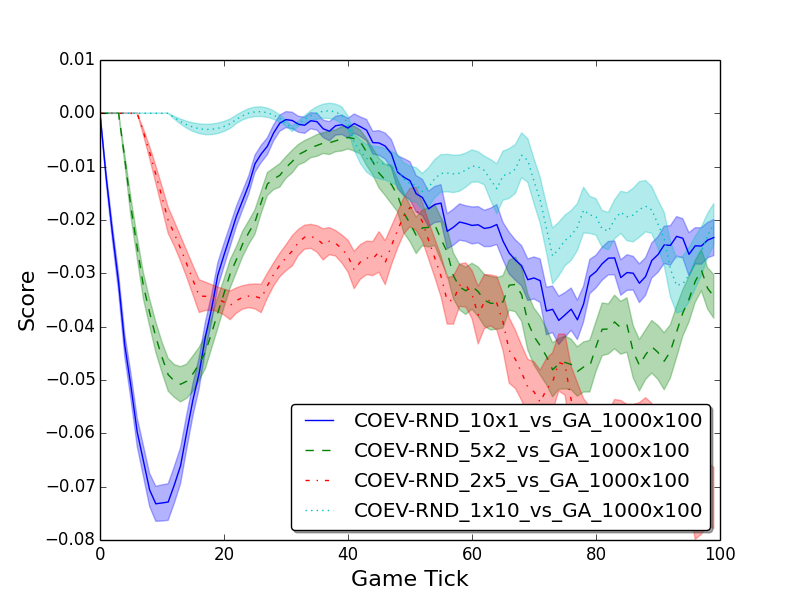 0.01
0.00
−0.01
−0.02
−0.03
−0.04
−0.05
−0.06
−0.07
−0.08
Score
0 20 40 60 80 100
Game Tick
COEV-RND_10x1_vs_GA_1000x100
COEV-RND_5x2_vs_GA_1000x100
COEV-RND_2x5_vs_GA_1000x100
COEV-RND_1x10_vs_GA_1000x100